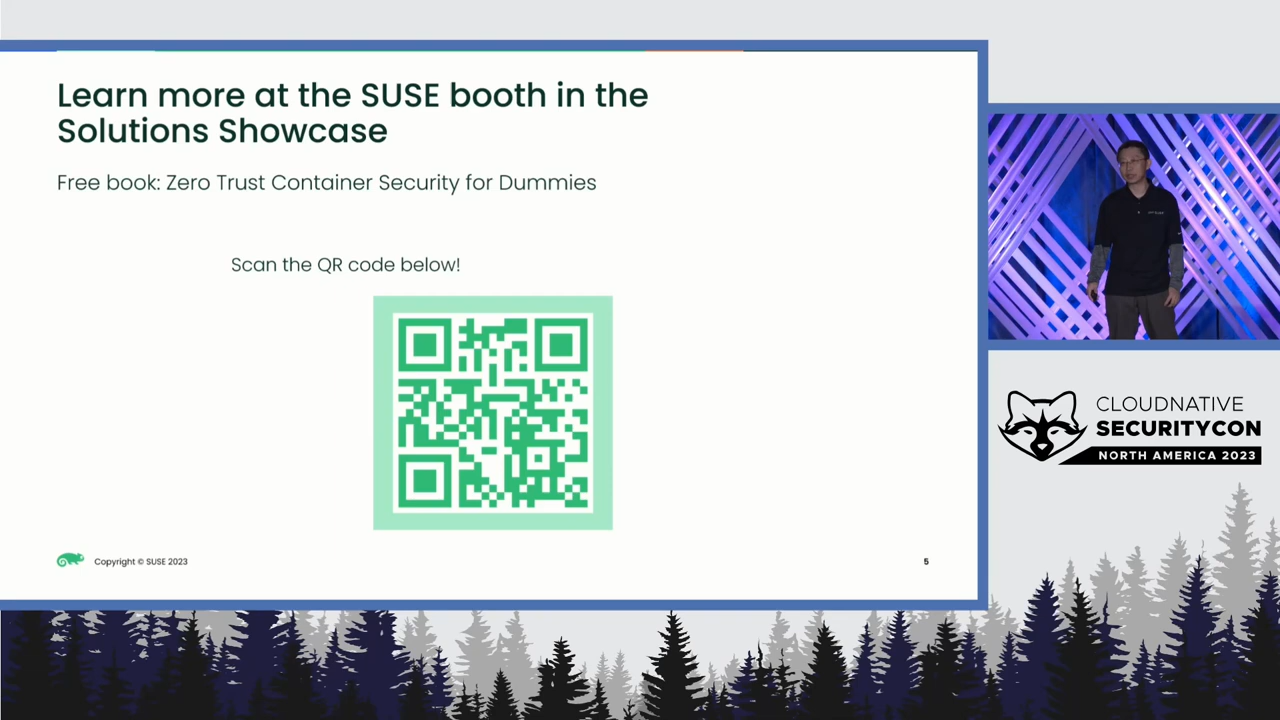 Learn more at the SUSE booth in the
Solutions Showcase
Free book: Zero Trust Container Security for Dummies
Scan the QR code below!
Copyright © SUSE 2023
5
CLOUDNATIVE
SECURITYCON
NORTH AMERICA 2023